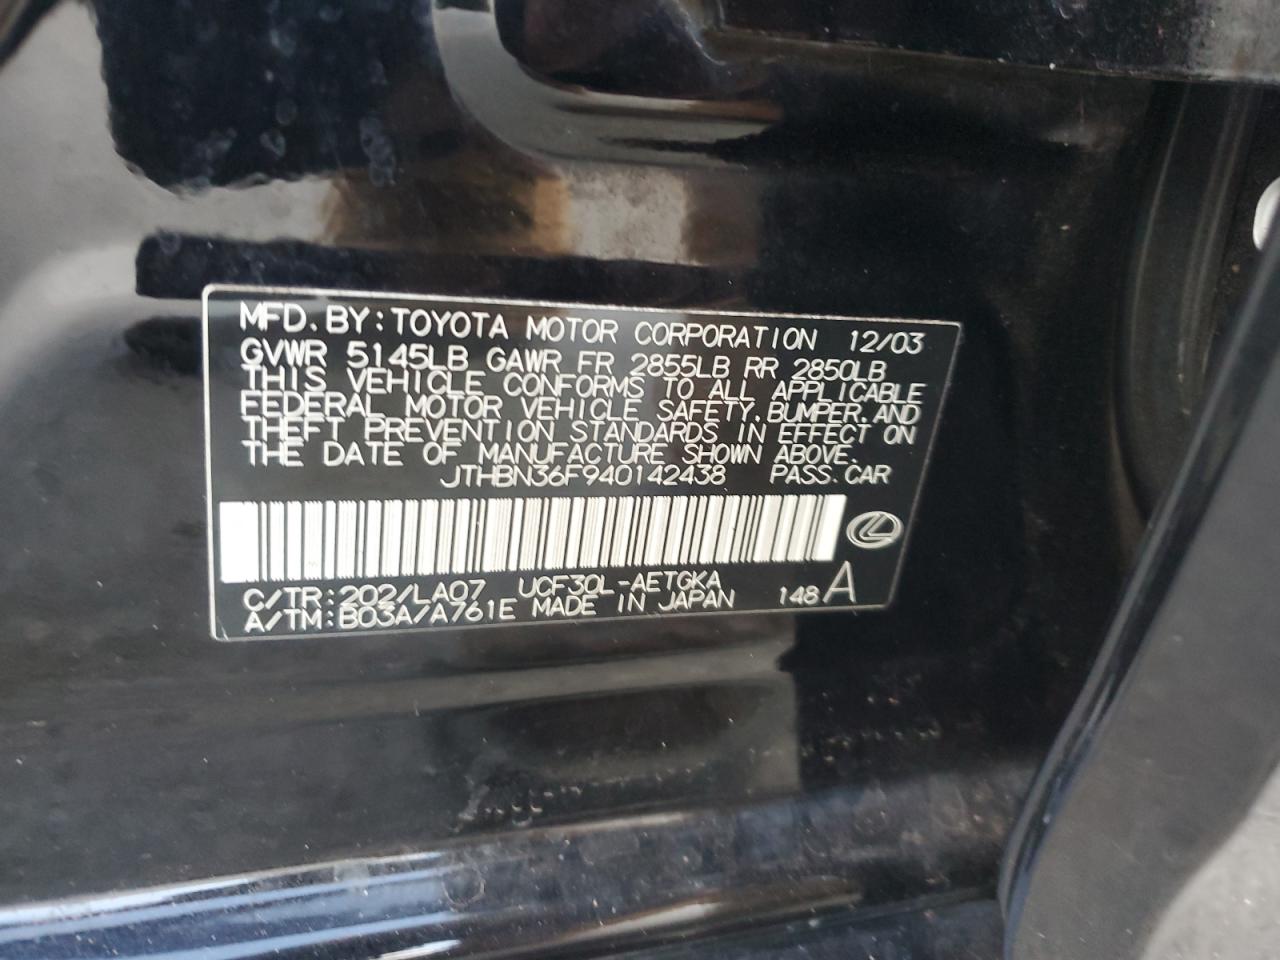 MFD. BY: TOYOTA MOTOR CORPORATION 12/03
GVWR 5145LB GAWR FR 2855LB RR 2850LB
THIS VEHICLE CONFORMS TO ALL APPLICABLE
FEDERAL MOTOR VEHICLE SAFETY, BUMPER, AND
THEFT PREVENTION STANDARDS IN EFFECT ON
THE DATE OF MANUFACTURE SHOWN ABOVE.
JTHBN36F940142438 PASS. CAR
C/TR: 202/LA07 UCF30L-AETGKA
A/TM: B03A/A761E MADE IN JAPAN 148 A